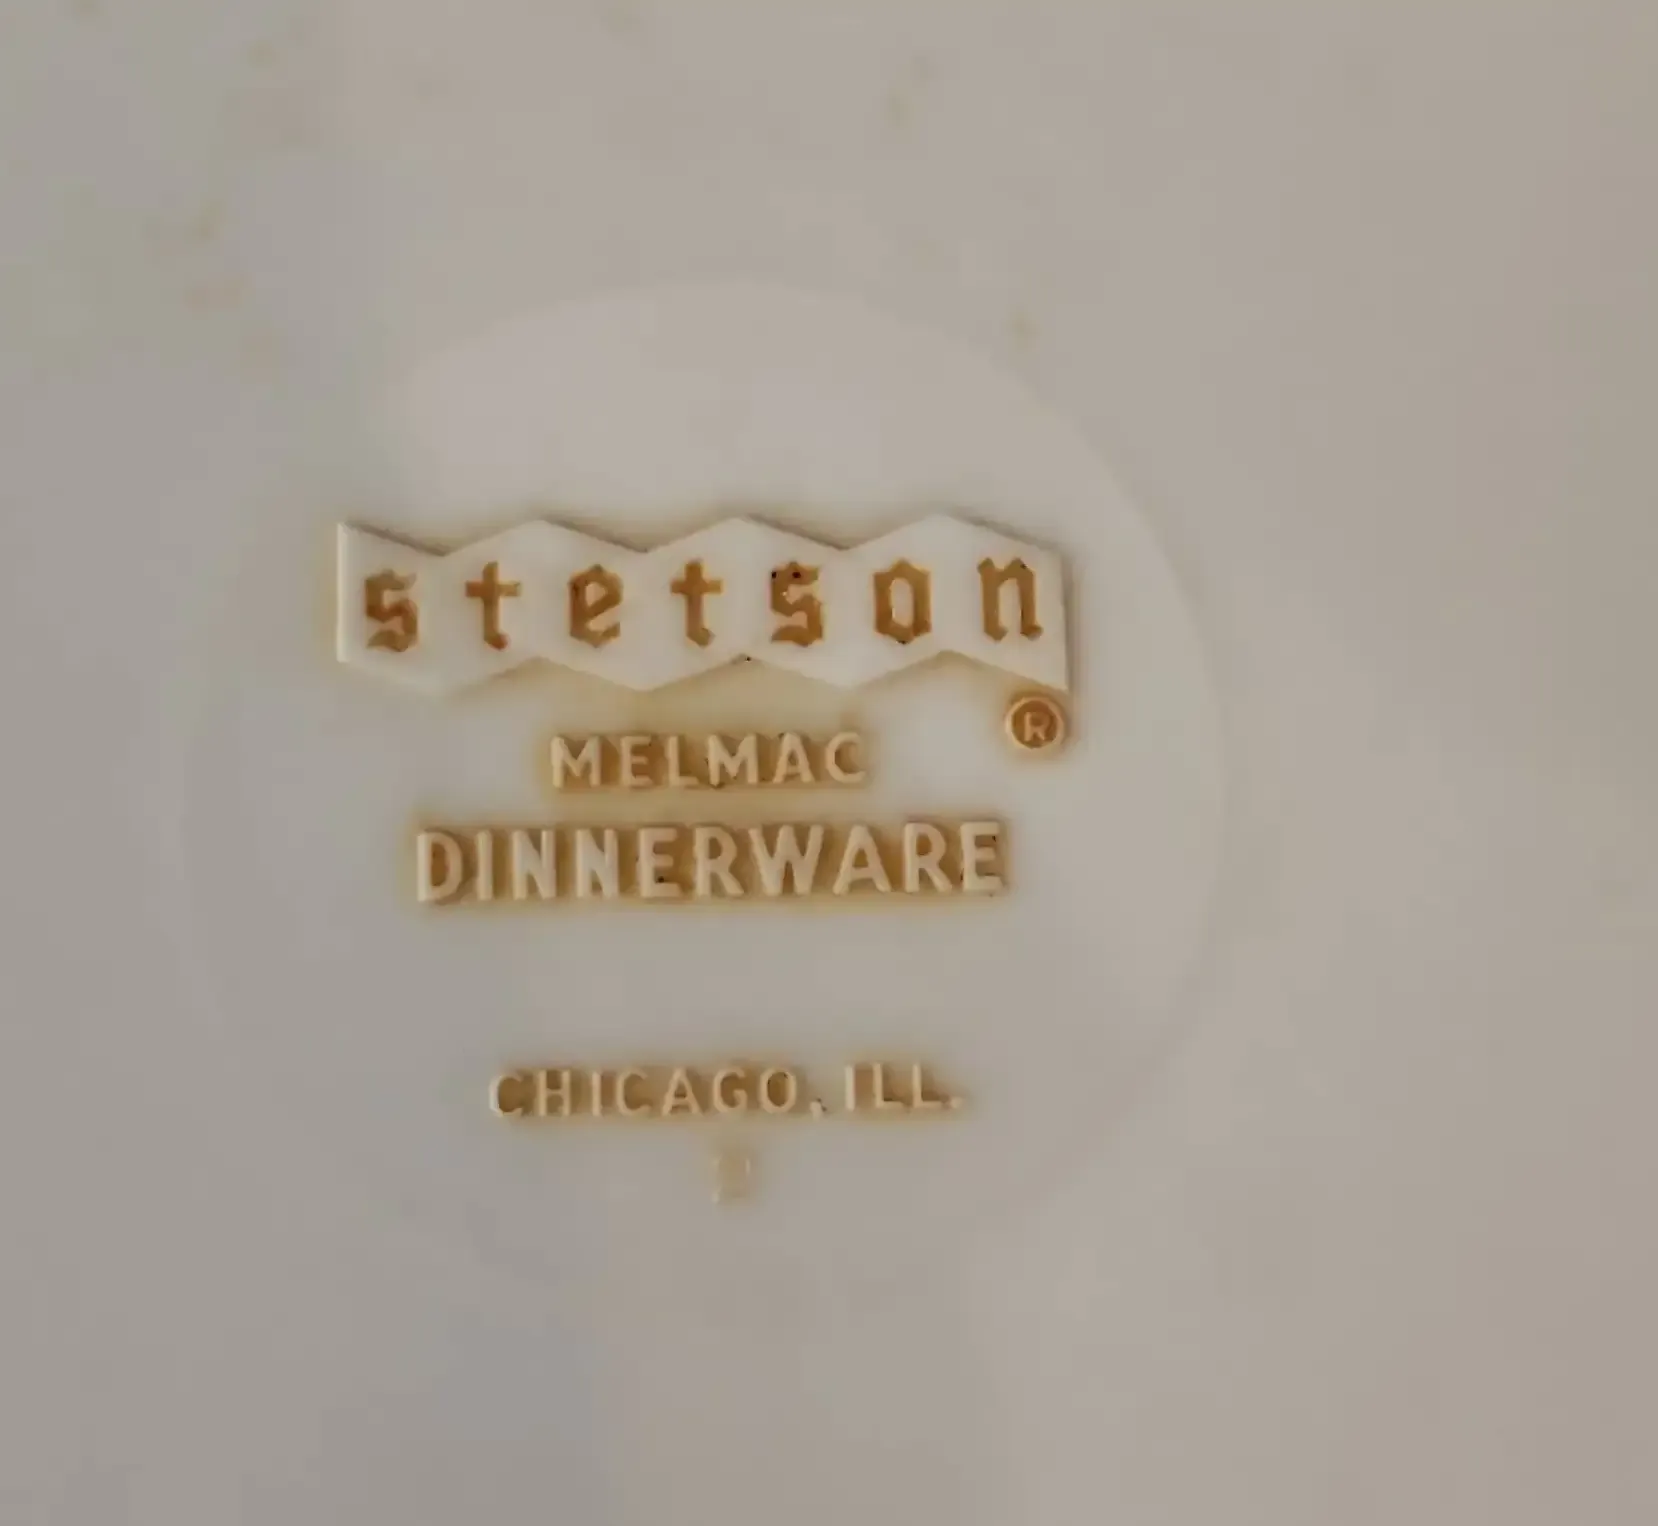 stetson
®
MELMAC
DINNERWARE
CHICAGO, ILL.